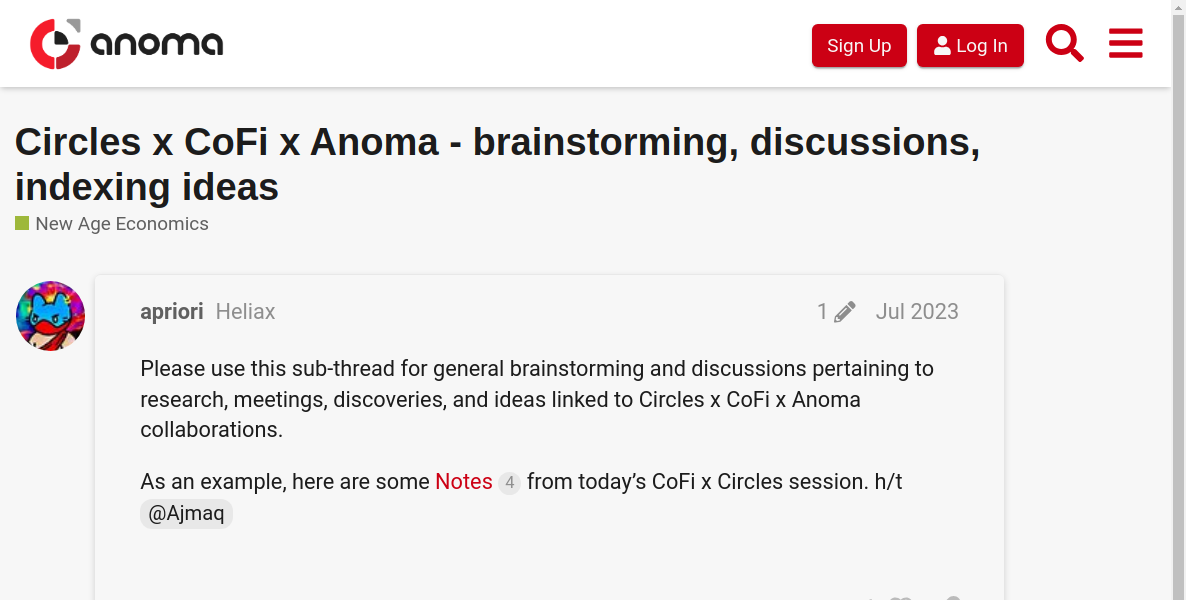 anoma
Sign Up
Log In
Circles x CoFi x Anoma - brainstorming, discussions,
indexing ideas
New Age Economics
apriori Heliax 1 Jul 2023
Please use this sub-thread for general brainstorming and discussions pertaining to
research, meetings, discoveries, and ideas linked to Circles x CoFi x Anoma
collaborations.
As an example, here are some Notes 4 from today’s CoFi x Circles session. h/t
@Ajmaq